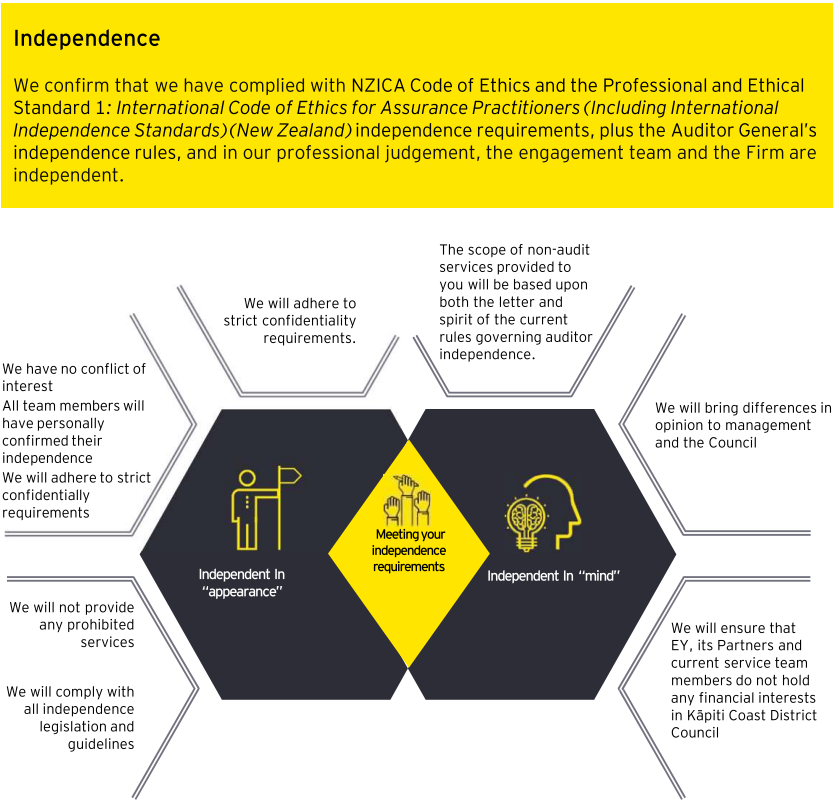 Independence
We confirm that we have complied with NZICA Code of Ethics and the Professional and Ethical
Standard 1: International Code of Ethics for Assurance Practitioners (Including International
Independence Standards)(New Zealand) independence requirements, plus the Auditor General's
independence rules, and in our professional judgement, the engagement team and the Firm are
independent.
We will adhere to
strict confidentiality
requirements.
The scope of non-audit
services provided to
you will be based upon
both the letter and
spirit of the current
rules governing auditor
independence.
We have no conflict of
interest
All team members will
have personally
confirmed their
independence
We will adhere to strict
confidentially
requirements
We will bring differences in
opinion to management
and the Council
Independent In
"appearance"
Meeting your
independence
requirements
Independent In "mind"
We will not provide
any prohibited
services
We will comply with
all independence
legislation and
guidelines
We will ensure that
EY, its Partners and
current service team
members do not hold
any financial interests
in Kāpiti Coast District
Council